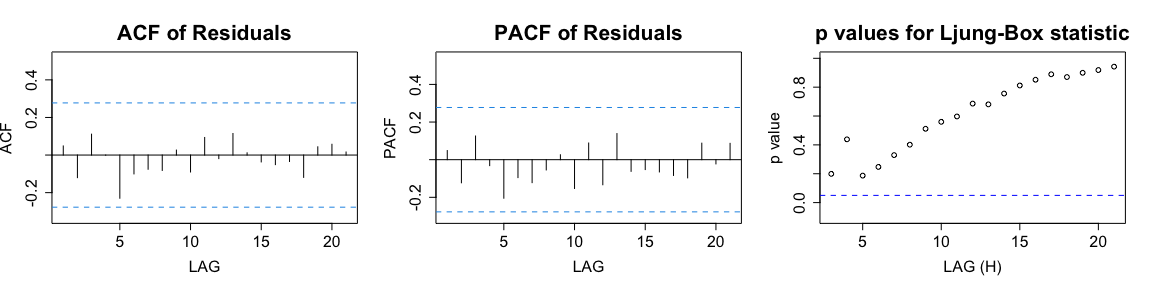 ACF of Residuals
ACF
0.4
0.2
-0.2
5
10
15
20
LAG
PACF of Residuals
PACF
0.4
0.2
-0.2
5
10
15
20
LAG
p values for Ljung-Box statistic
p value
0.8
0.4
0.0
5
10
15
20
LAG (H)